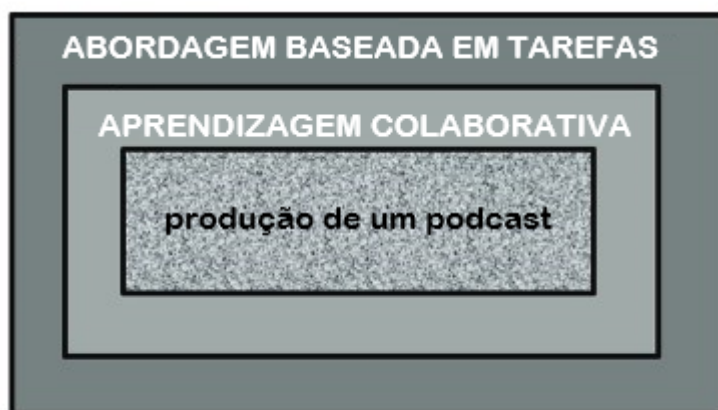 ABORDAGEM BASEADA EM TAREFAS
APRENDIZAGEM COLABORATIVA
produção de um podcast